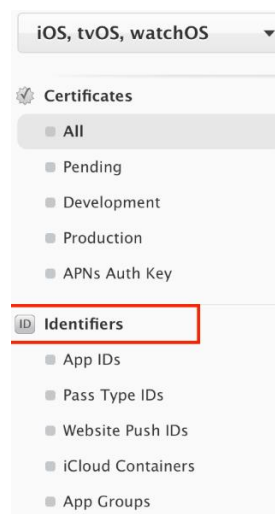 iOS, tvOS, watchOS
Certificates
All
Pending
Development
Production
APNs Auth Key
ID Identifiers
App IDs
Pass Type IDs
Website Push IDs
iCloud Containers
App Groups